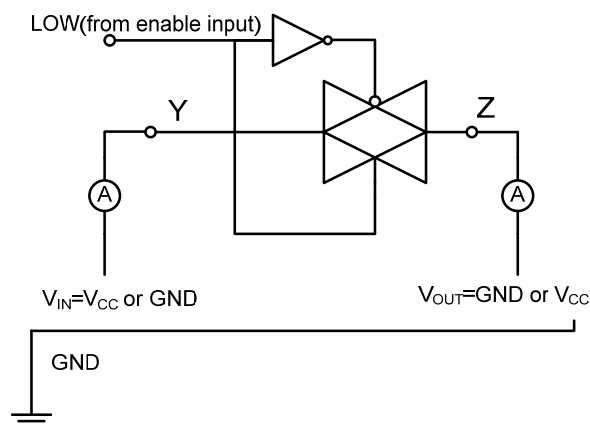 LOW(from enable input)
Y
Z
A
A
VIN=VCC or GND
VOUT=GND or VCC
GND